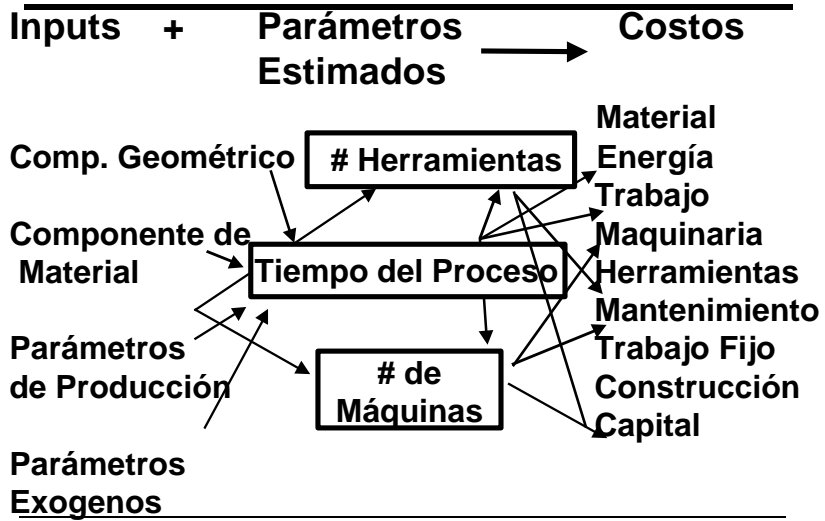 Inputs + Parámetros Costos
Estimados
Comp. Geométrico
Componente de
Material
Parámetros
de Producción
Parámetros
Exogenos
# Herramientas
Tiempo del Proceso
# de
Máquinas
Material
Energía
Trabajo
Maquinaria
Herramientas
Mantenimiento
Trabajo Fijo
Construcción
Capital